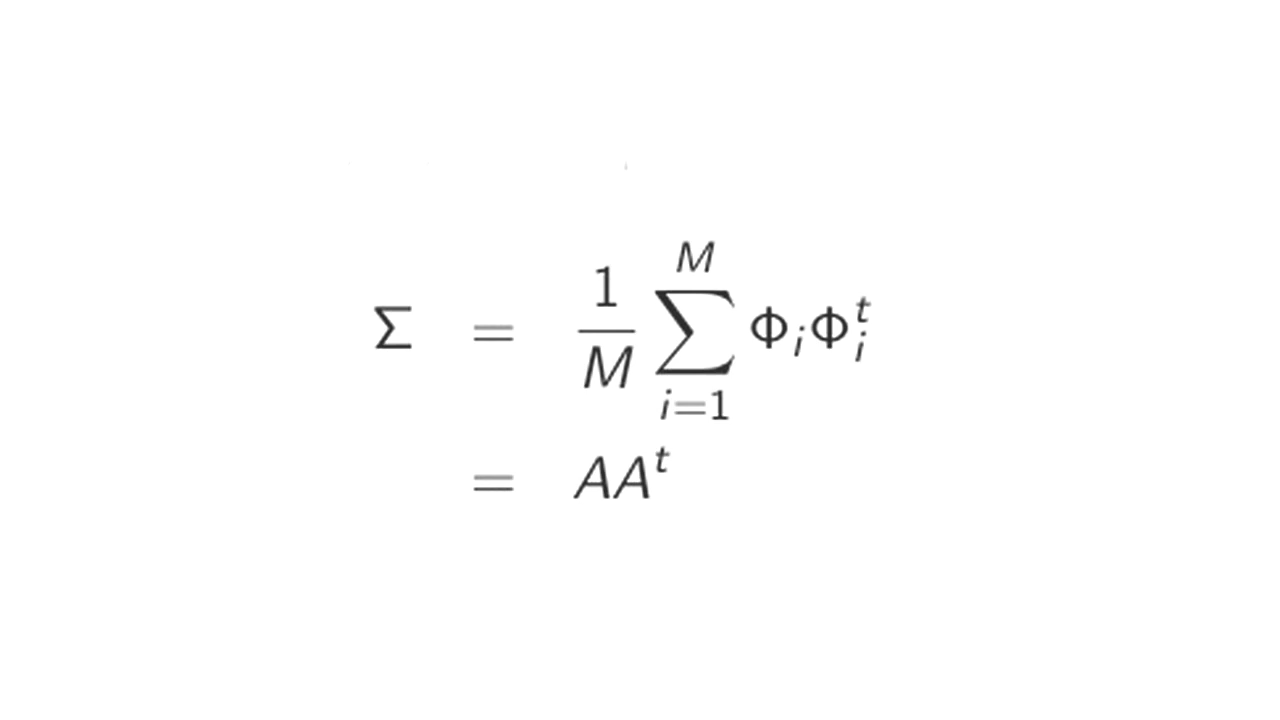 Σ = 1/M ∑_{i=1}^{M} Φ_i Φ_i^t
= AA^t